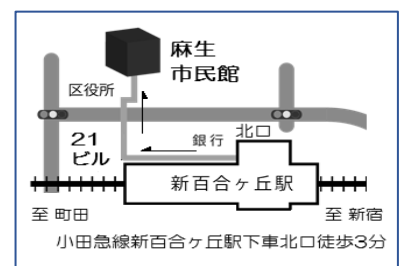 麻生
市民館
区役所
21
ビル
銀行
北口
新百合ヶ丘駅
至 町田
至 新宿
小田急線新百合ヶ丘駅下車北口徒歩3分